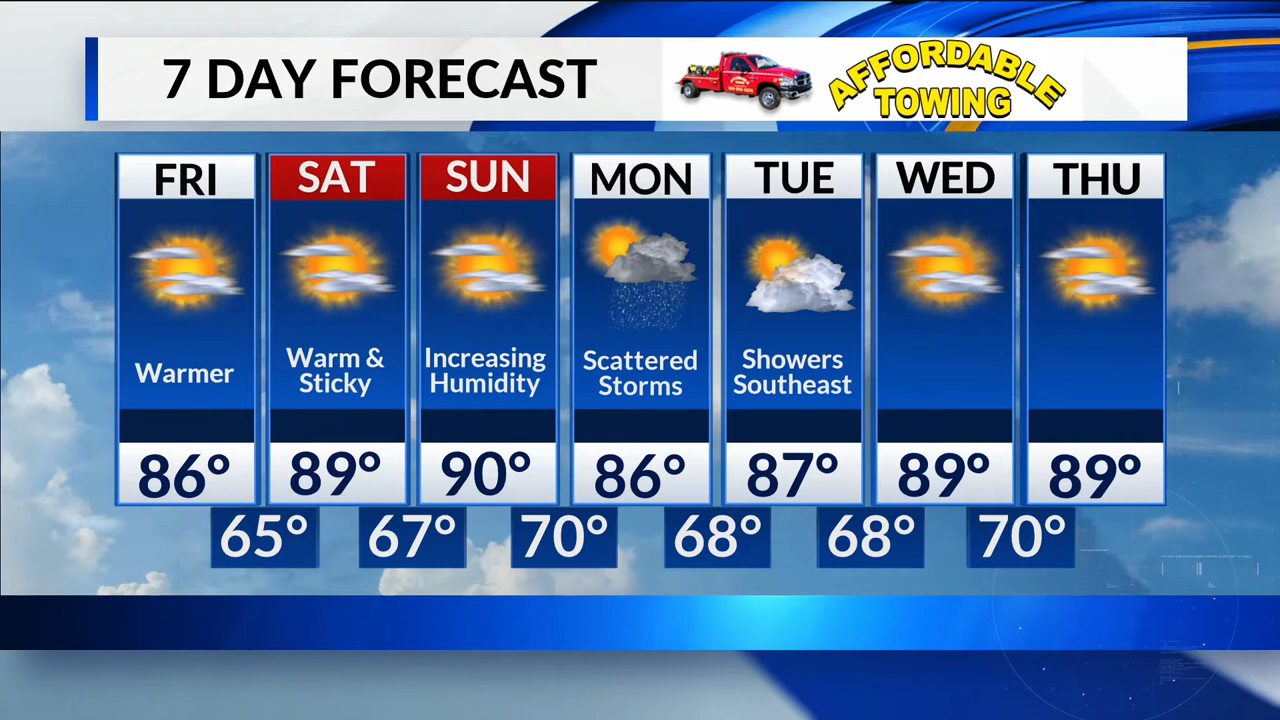 7 DAY FORECAST
AFFORDABLE
TOWING
FRI
SAT
SUN
MON
TUE
WED
THU
Warmer
Warm &
Sticky
Increasing
Humidity
Scattered
Storms
Showers
Southeast
86°
89°
90°
86°
87°
89°
89°
65°
67°
70°
68°
68°
70°